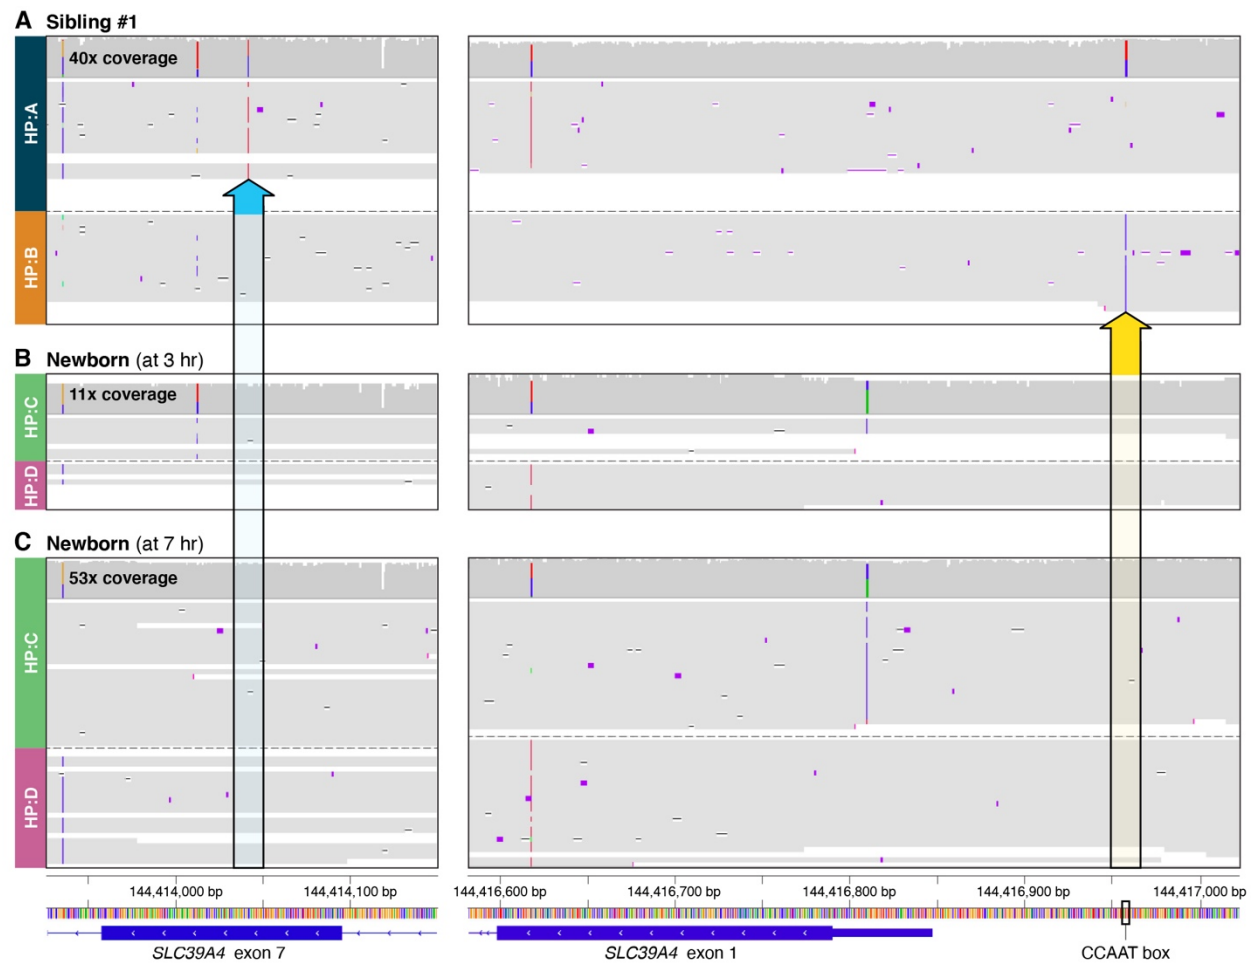 A Sibling #1
40x coverage
HP:A
HP:B
B Newborn (at 3 hr)
11x coverage
HP:C
HP:D
C Newborn (at 7 hr)
53x coverage
HP:C
HP:D
144,414,000 bp 144,414,100 bp 144,416,600 bp 144,416,700 bp 144,416,800 bp 144,416,900 bp 144,417,000 bp
SLC39A4 exon 7 SLC39A4 exon 1 CCAAT box